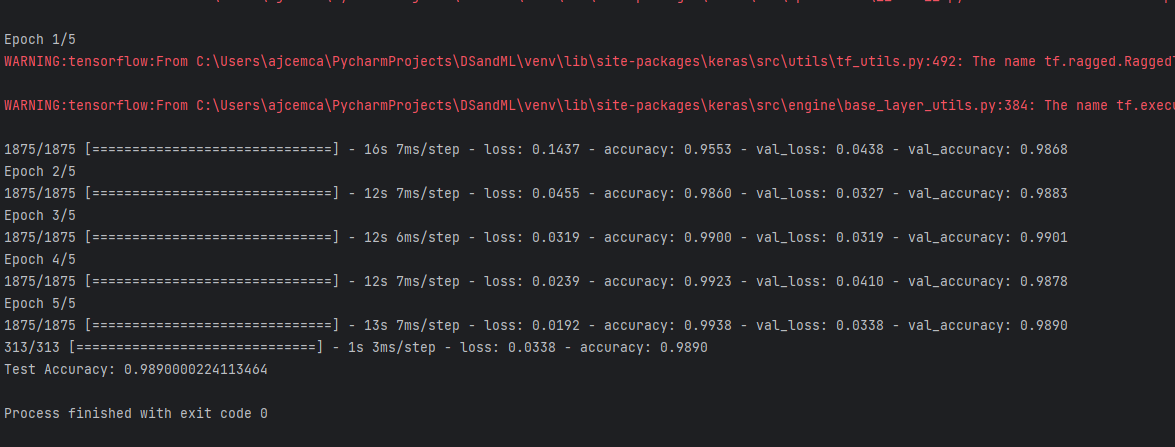 Epoch 1/5
WARNING:tensorflow:From C:\Users\ajcemca\PycharmProjects\DSandML\venv\lib\site-packages\keras\src\utils\tf_utils.py:492: The name tf.ragged.Ragged
WARNING:tensorflow:From C:\Users\ajcemca\PycharmProjects\DSandML\venv\lib\site-packages\keras\src\engine\base_layer_utils.py:384: The name tf.execu
1875/1875 [==============================] - 16s 7ms/step - loss: 0.1437 - accuracy: 0.9553 - val_loss: 0.0438 - val_accuracy: 0.9868
Epoch 2/5
1875/1875 [==============================] - 12s 7ms/step - loss: 0.0455 - accuracy: 0.9860 - val_loss: 0.0327 - val_accuracy: 0.9883
Epoch 3/5
1875/1875 [==============================] - 12s 6ms/step - loss: 0.0319 - accuracy: 0.9900 - val_loss: 0.0319 - val_accuracy: 0.9901
Epoch 4/5
1875/1875 [==============================] - 12s 7ms/step - loss: 0.0239 - accuracy: 0.9923 - val_loss: 0.0410 - val_accuracy: 0.9878
Epoch 5/5
1875/1875 [==============================] - 13s 7ms/step - loss: 0.0192 - accuracy: 0.9938 - val_loss: 0.0338 - val_accuracy: 0.9890
313/313 [==============================] - 1s 3ms/step - loss: 0.0338 - accuracy: 0.9890
Test Accuracy: 0.9890000224113464
Process finished with exit code 0